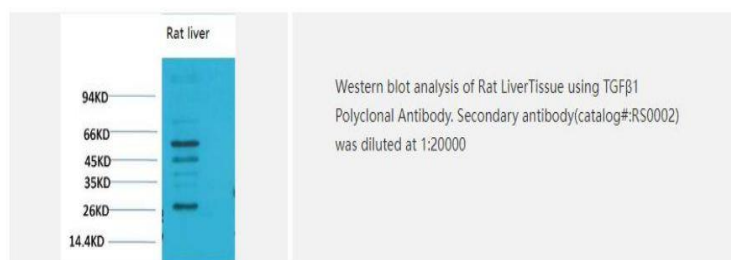 Rat liver
94KD
66KD
45KD
35KD
26KD
14.4KD
Western blot analysis of Rat LiverTissue using TGFβ1
Polyclonal Antibody. Secondary antibody(catalog#:RS0002)
was diluted at 1:20000